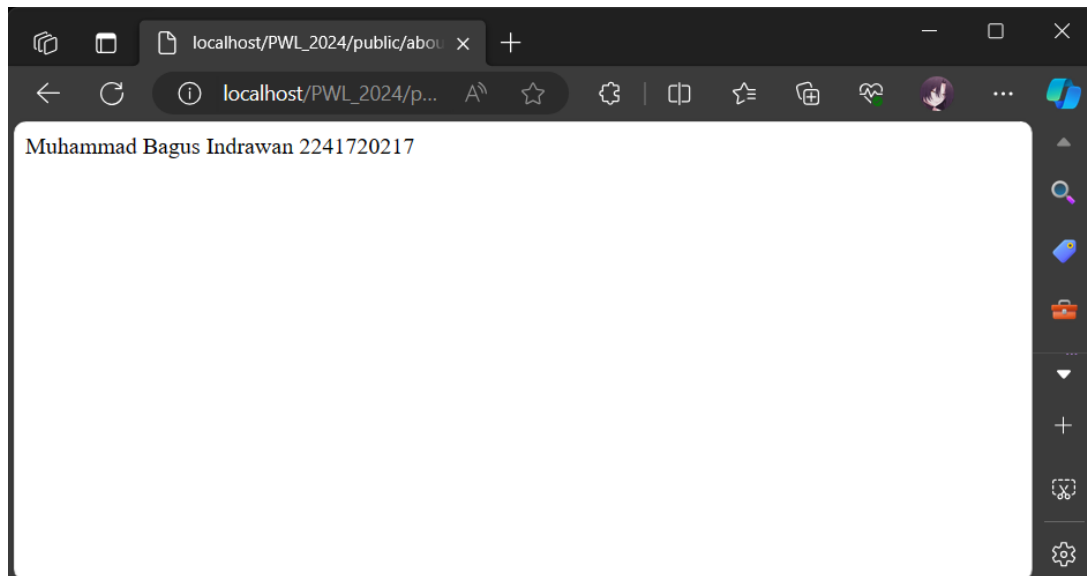 localhost/PWL_2024/public/abou
localhost/PWL_2024/p...
Muhammad Bagus Indrawan 2241720217